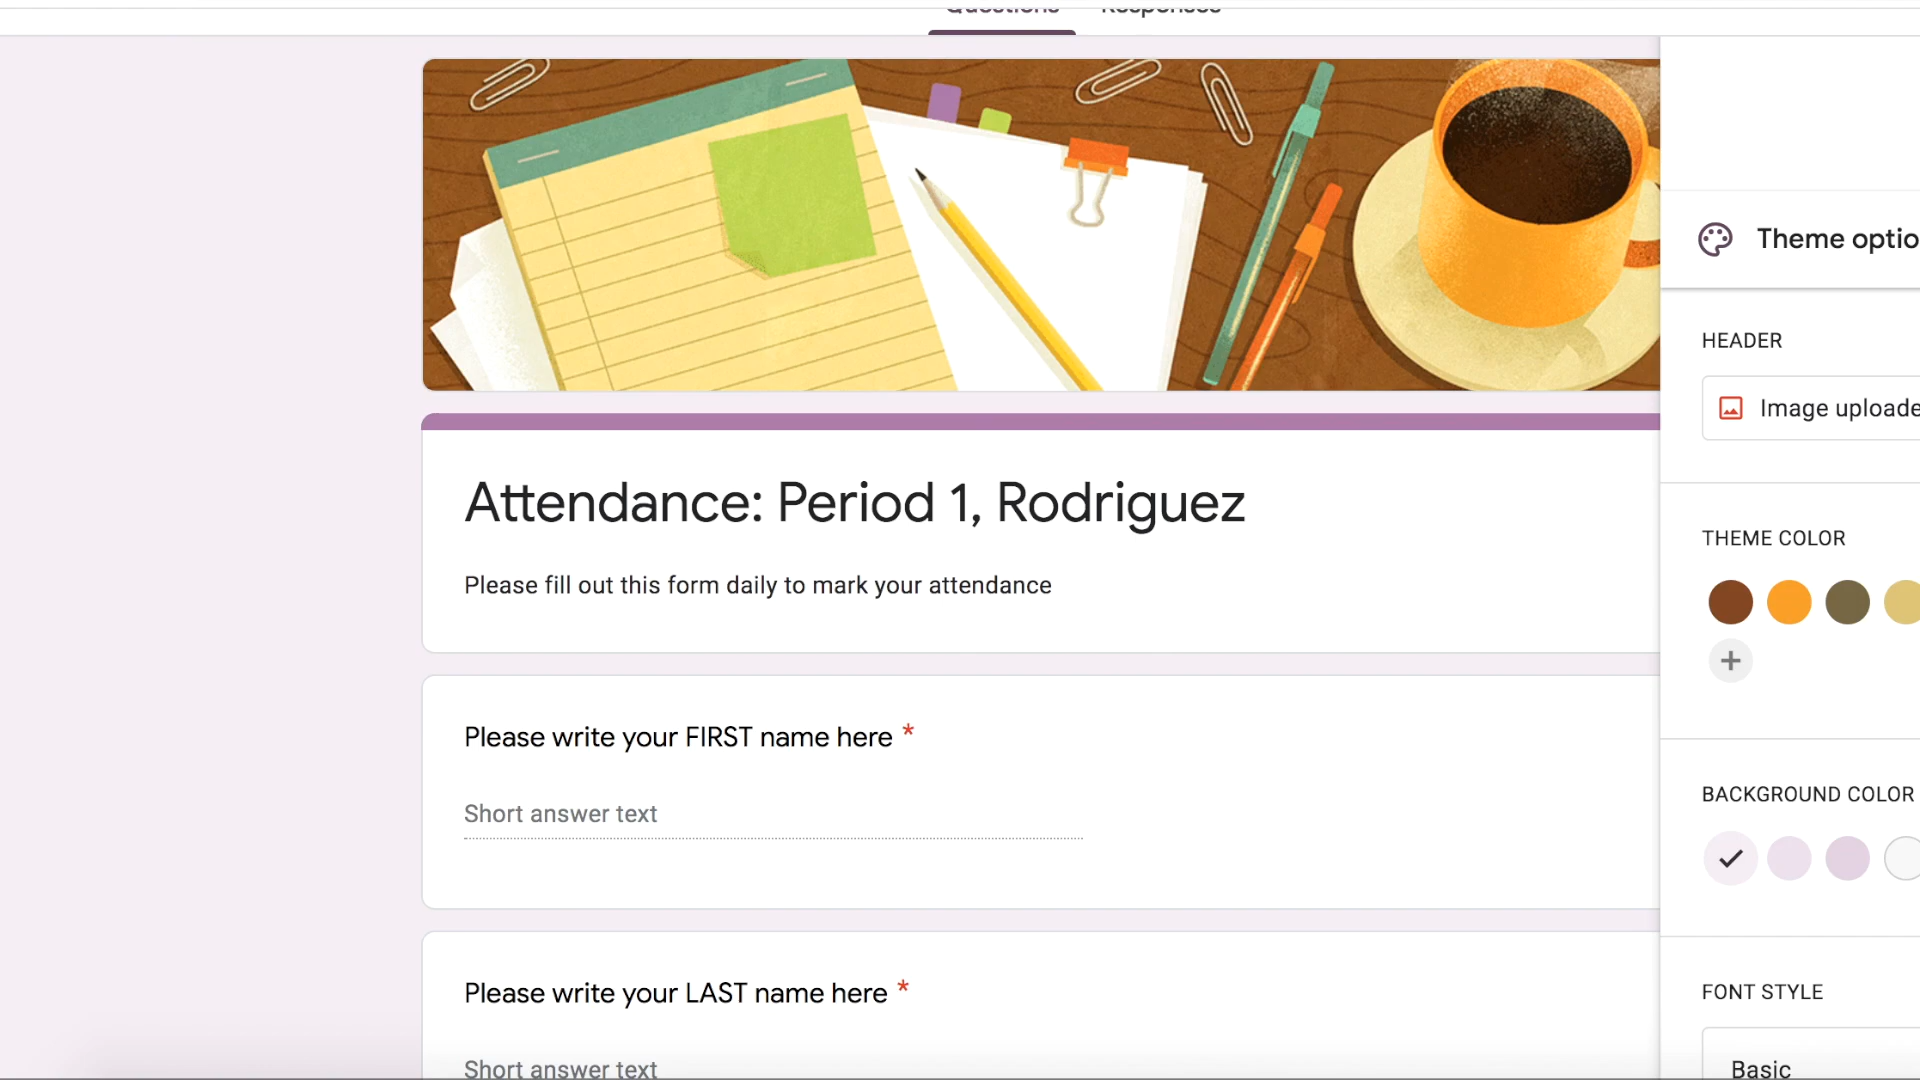 Questions Responses
Theme optio
HEADER
Image uploade
Attendance: Period 1, Rodriguez
THEME COLOR
Please fill out this form daily to mark your attendance
Please write your FIRST name here *
BACKGROUND COLOR
Short answer text
Please write your LAST name here *
FONT STYLE
Short answer text
Basic